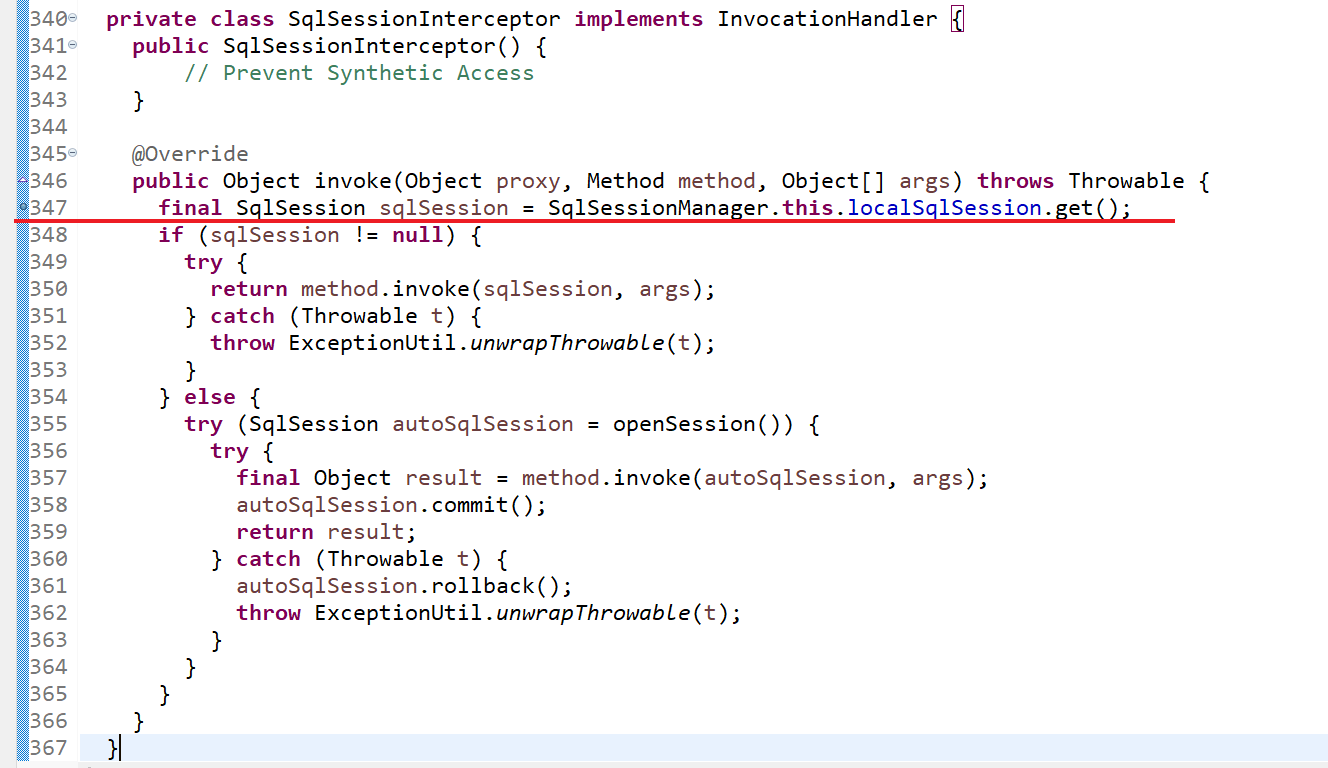 340 private class SqlSessionInterceptor implements InvocationHandler {
341 public SqlSessionInterceptor() {
342 // Prevent Synthetic Access
343 }
344
345 @Override
346 public Object invoke(Object proxy, Method method, Object[] args) throws Throwable {
347 final SqlSession sqlSession = SqlSessionManager.this.localSqlSession.get();
348 if (sqlSession != null) {
349 try {
350 return method.invoke(sqlSession, args);
351 } catch (Throwable t) {
352 throw ExceptionUtil.unwrapThrowable(t);
353 }
354 } else {
355 try (SqlSession autoSqlSession = openSession()) {
356 try {
357 final Object result = method.invoke(autoSqlSession, args);
358 autoSqlSession.commit();
359 return result;
360 } catch (Throwable t) {
361 autoSqlSession.rollback();
362 throw ExceptionUtil.unwrapThrowable(t);
363 }
364 }
365 }
366 }
367 }